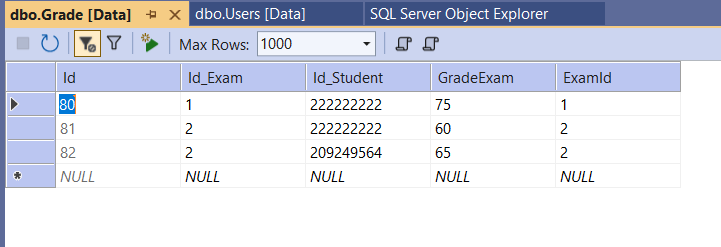 dbo.Grade [Data] dbo.Users [Data] SQL Server Object Explorer
Max Rows: 1000
Id Id_Exam Id_Student GradeExam ExamId
80 1 222222222 75 1
81 2 222222222 60 2
82 2 209249564 65 2
NULL NULL NULL NULL NULL